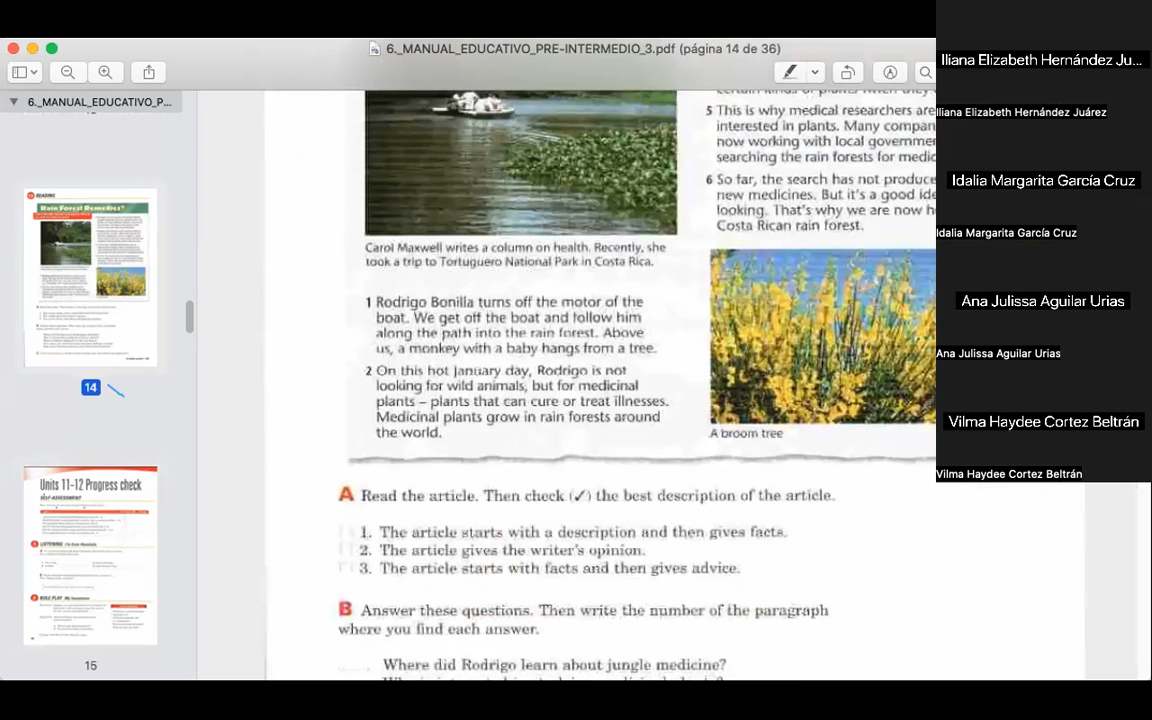 6._MANUAL_EDUCATIVO_PRE-INTERMEDIO_3.pdf (página 14 de 36)
6._MANUAL_EDUCATIVO_P...
READING
Rain Forest Remedies?
14
Units 11-12 Progress check
SELF-ASSESSMENT
LISTENING
ROLE PLAY
15
Carol Maxwell writes a column on health. Recently, she
took a trip to Tortuguero National Park in Costa Rica.
1 Rodrigo Bonilla turns off the motor of the
boat. We get off the boat and follow him
along the path into the rain forest. Above
us, a monkey with a baby hangs from a tree.
2 On this hot January day, Rodrigo is not
looking for wild animals, but for medicinal
plants – plants that can cure or treat illnesses.
Medicinal plants grow in rain forests around
the world.
5 This is why medical researchers are
interested in plants. Many compan
now working with local governme
searching the rain forests for medic
6 So far, the search has not produce
new medicines. But it's a good ide
looking. That's why we are now h
Costa Rican rain forest.
A broom tree
A Read the article. Then check (✓) the best description of the article.
1. The article starts with a description and then gives facts.
2. The article gives the writer's opinion.
3. The article starts with facts and then gives advice.
B Answer these questions. Then write the number of the paragraph
where you find each answer.
Where did Rodrigo learn about jungle medicine?
Iliana Elizabeth Hernández Ju...
Iliana Elizabeth Hernández Juárez
Idalia Margarita García Cruz
Idalia Margarita García Cruz
Ana Julissa Aguilar Urias
Ana Julissa Aguilar Urias
Vilma Haydee Cortez Beltrán
Vilma Haydee Cortez Beltrán